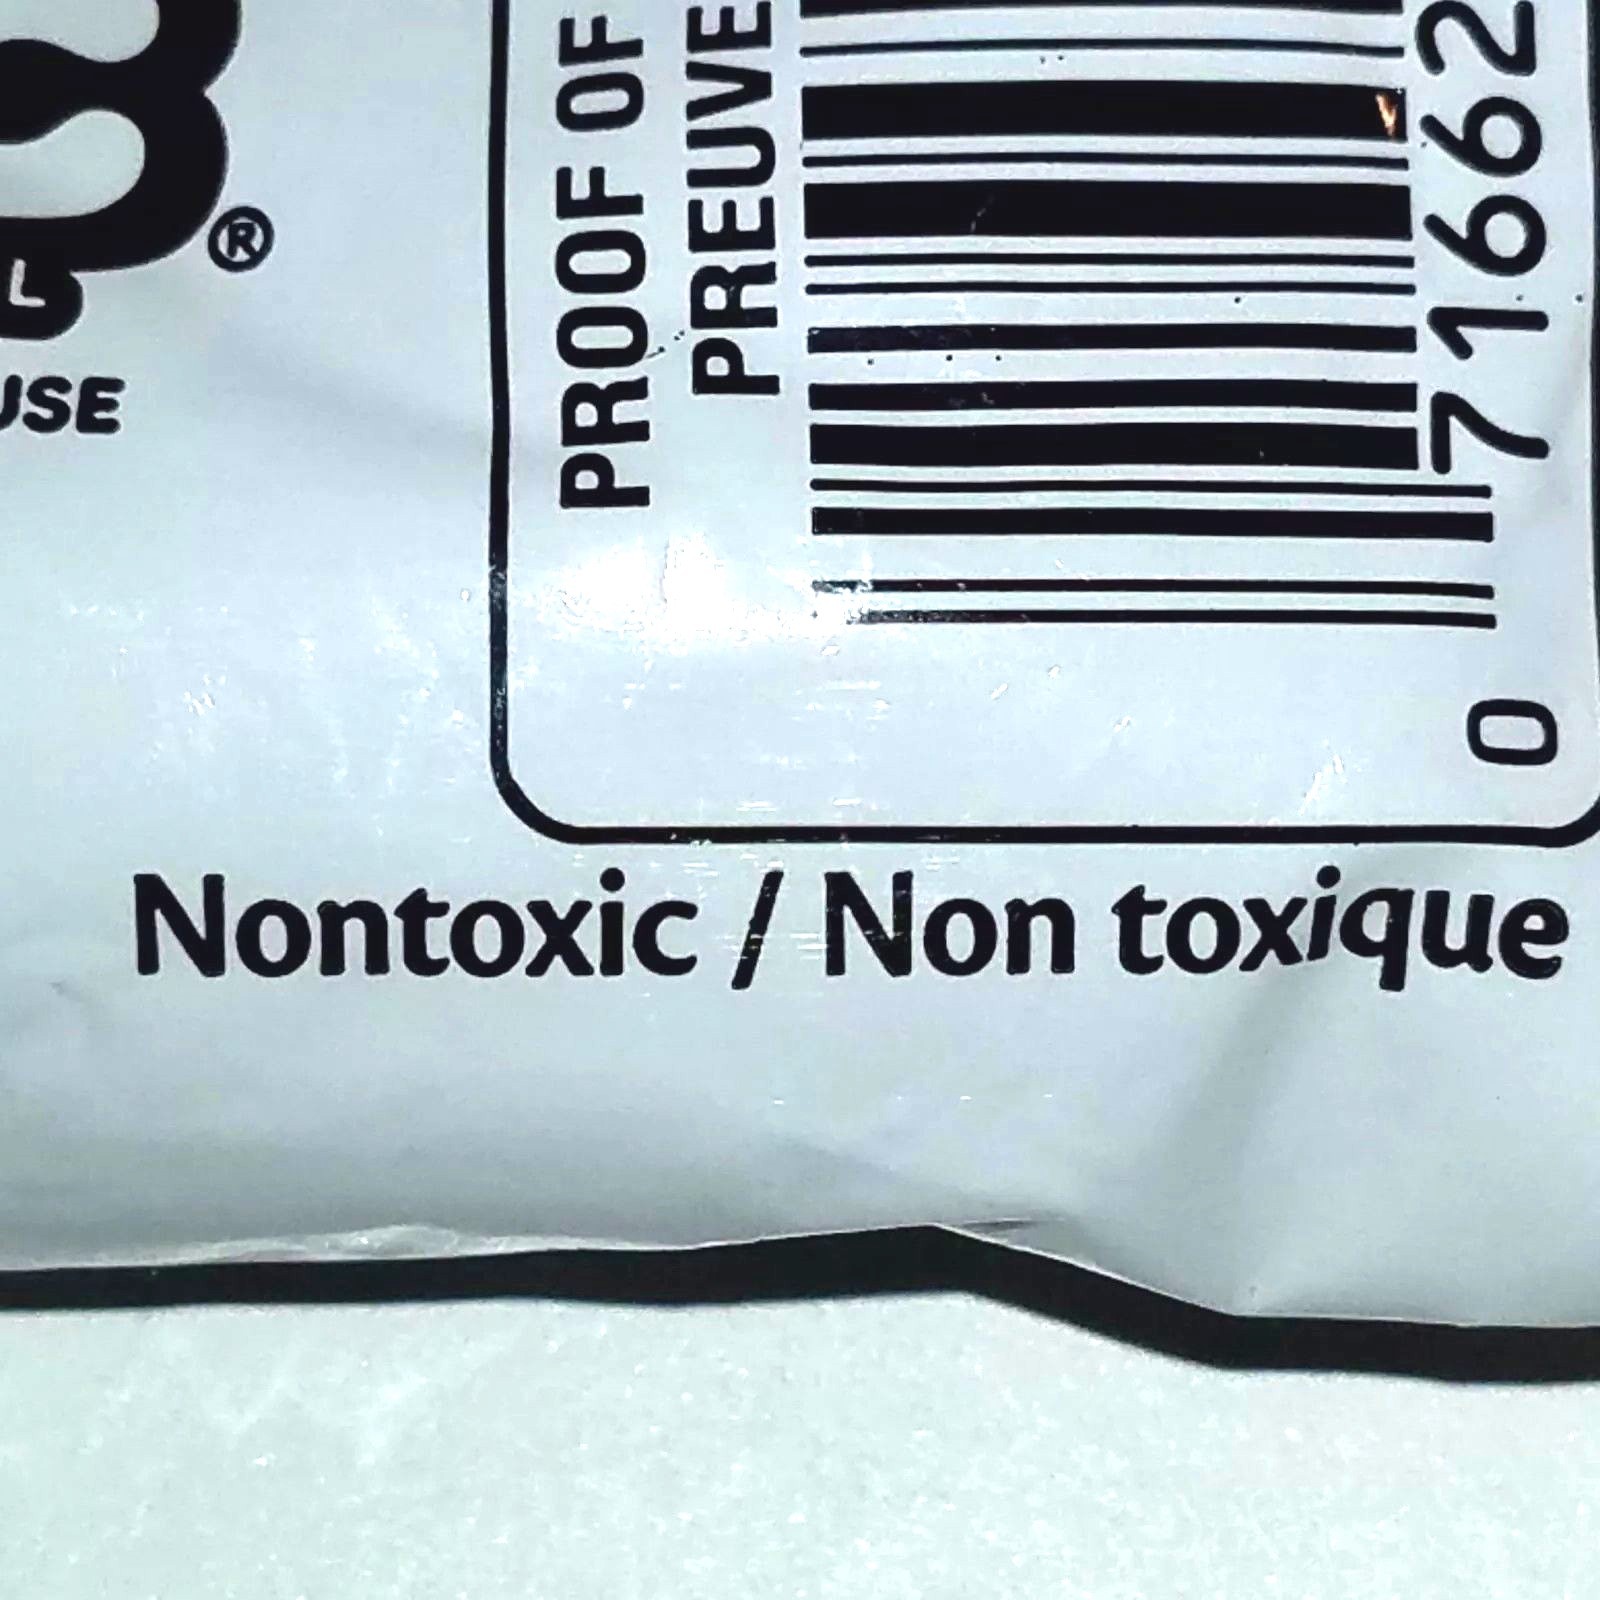 ®
L
USE
PROOF OF
PREUVE
0 71662
Nontoxic / Non toxique